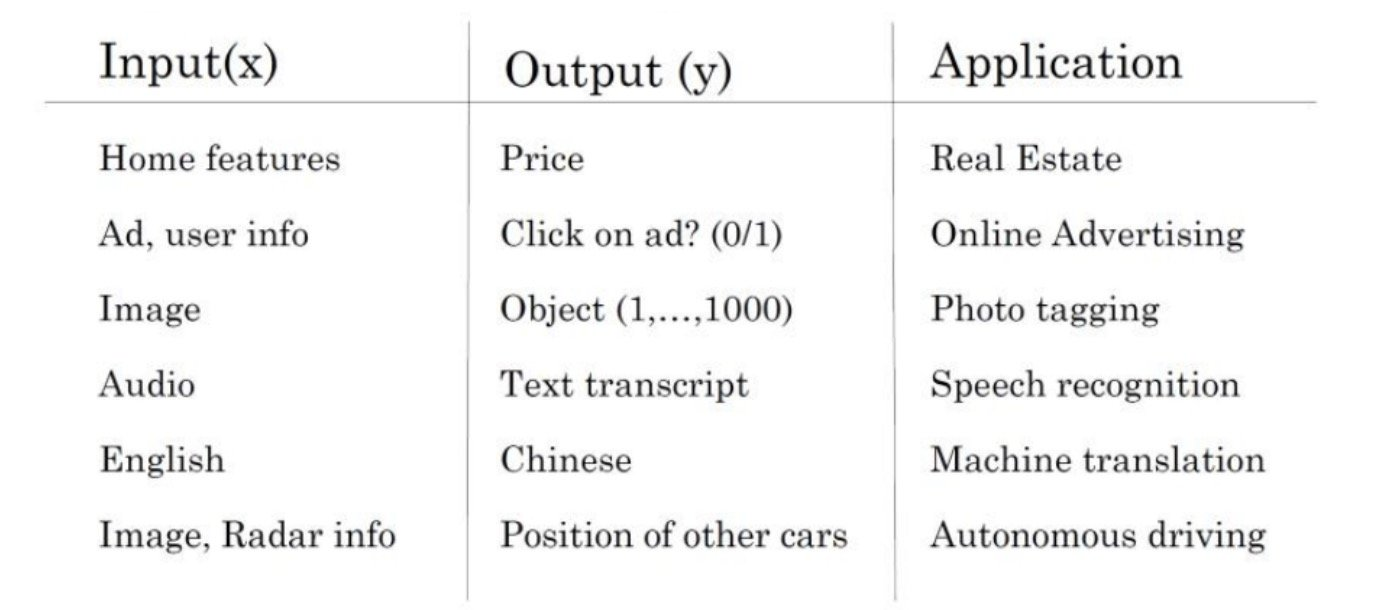 Input(x) Output (y) Application
Home features Price Real Estate
Ad, user info Click on ad? (0/1) Online Advertising
Image Object (1,...,1000) Photo tagging
Audio Text transcript Speech recognition
English Chinese Machine translation
Image, Radar info Position of other cars Autonomous driving